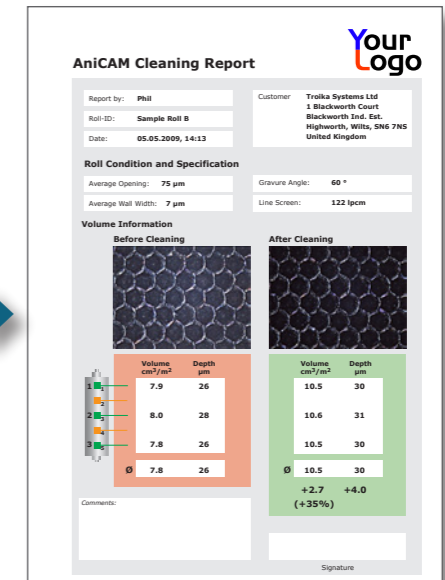 Your
Logo
AniCAM Cleaning Report
Report by: Phil
Roll-ID: Sample Roll B
Date: 05.05.2009, 14:13
Customer Troika Systems Ltd
1 Blackworth Court
Blackworth Ind. Est.
Highworth, Wilts, SN6 7NS
United Kingdom
Roll Condition and Specification
Average Opening: 75 µm
Gravure Angle: 60 °
Average Wall Width: 7 µm
Line Screen: 122 lpcm
Volume Information
Before Cleaning
After Cleaning
Volume Depth
cm³/m² µm
1 1 7.9 26
2
2 3 8.0 28
4
3 5 7.8 26
Ø 7.8 26
Volume Depth
cm³/m² µm
10.5 30
10.6 31
10.5 30
Ø 10.5 30
+2.7 +4.0
(+35%)
Comments:
Signature